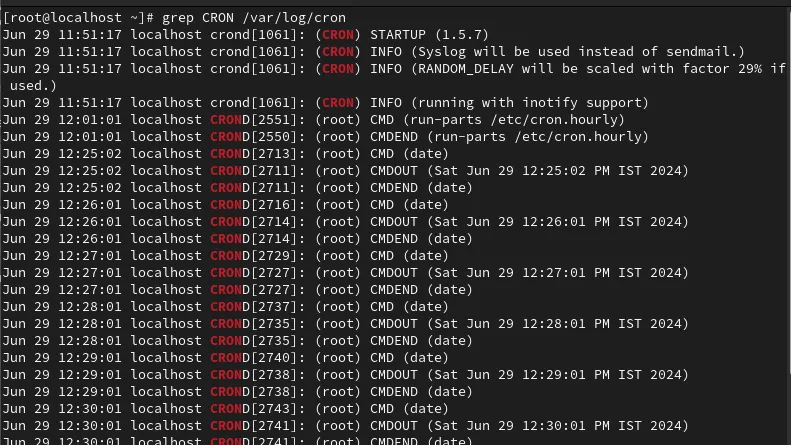 [root@localhost ~]# grep CRON /var/log/cron
Jun 29 11:51:17 localhost crond[1061]: (CRON) STARTUP (1.5.7)
Jun 29 11:51:17 localhost crond[1061]: (CRON) INFO (Syslog will be used instead of sendmail.)
Jun 29 11:51:17 localhost crond[1061]: (CRON) INFO (RANDOM_DELAY will be scaled with factor 29% if
 used.)
Jun 29 11:51:17 localhost crond[1061]: (CRON) INFO (running with inotify support)
Jun 29 12:01:01 localhost CROND[2551]: (root) CMD (run-parts /etc/cron.hourly)
Jun 29 12:01:01 localhost CROND[2550]: (root) CMDEND (run-parts /etc/cron.hourly)
Jun 29 12:25:02 localhost CROND[2713]: (root) CMD (date)
Jun 29 12:25:02 localhost CROND[2711]: (root) CMDOUT (Sat Jun 29 12:25:02 PM IST 2024)
Jun 29 12:25:02 localhost CROND[2711]: (root) CMDEND (date)
Jun 29 12:26:01 localhost CROND[2716]: (root) CMD (date)
Jun 29 12:26:01 localhost CROND[2714]: (root) CMDOUT (Sat Jun 29 12:26:01 PM IST 2024)
Jun 29 12:26:01 localhost CROND[2714]: (root) CMDEND (date)
Jun 29 12:27:01 localhost CROND[2729]: (root) CMD (date)
Jun 29 12:27:01 localhost CROND[2727]: (root) CMDOUT (Sat Jun 29 12:27:01 PM IST 2024)
Jun 29 12:27:01 localhost CROND[2727]: (root) CMDEND (date)
Jun 29 12:28:01 localhost CROND[2737]: (root) CMD (date)
Jun 29 12:28:01 localhost CROND[2735]: (root) CMDOUT (Sat Jun 29 12:28:01 PM IST 2024)
Jun 29 12:28:01 localhost CROND[2735]: (root) CMDEND (date)
Jun 29 12:29:01 localhost CROND[2740]: (root) CMD (date)
Jun 29 12:29:01 localhost CROND[2738]: (root) CMDOUT (Sat Jun 29 12:29:01 PM IST 2024)
Jun 29 12:29:01 localhost CROND[2738]: (root) CMDEND (date)
Jun 29 12:30:01 localhost CROND[2743]: (root) CMD (date)
Jun 29 12:30:01 localhost CROND[2741]: (root) CMDOUT (Sat Jun 29 12:30:01 PM IST 2024)
Jun 29 12:30:01 localhost CROND[2741]: (root) CMDEND (date)